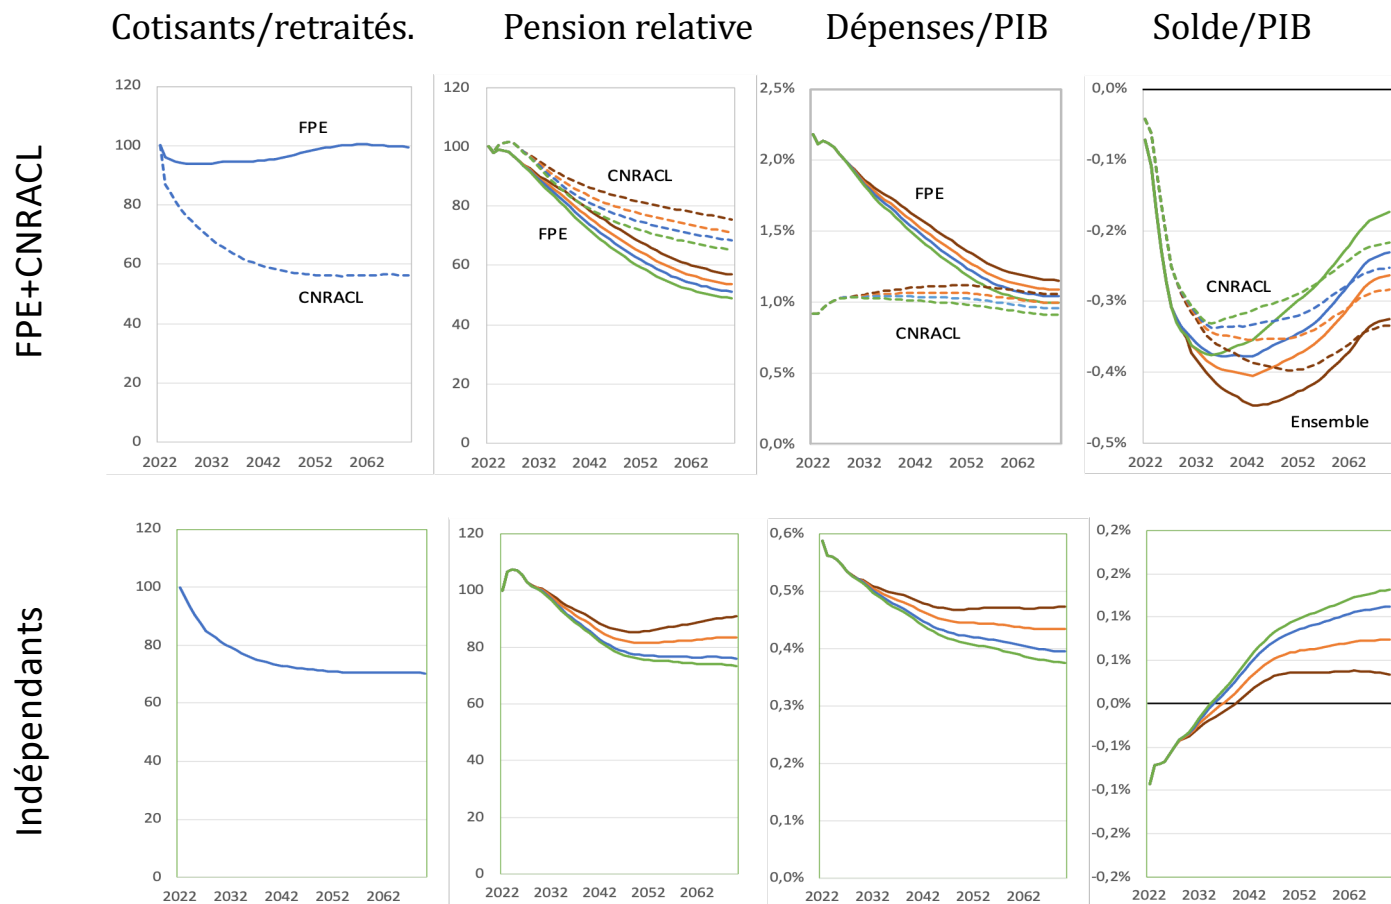 Cotisants/retraités.
Pension relative
Dépenses/PIB
Solde/PIB
FPE+CNRACL
120
100
80
60
40
20
0
FPE
CNRACL
2022 2032 2042 2052 2062
120
100
80
60
40
20
0
CNRACL
FPE
2022 2032 2042 2052 2062
2,5%
2,0%
1,5%
1,0%
0,5%
0,0%
FPE
CNRACL
2022 2032 2042 2052 2062
0,0%
-0,1%
-0,2%
-0,3%
-0,4%
-0,5%
CNRACL
Ensemble
2022 2032 2042 2052 2062
Indépendants
120
100
80
60
40
20
0
2022 2032 2042 2052 2062
120
100
80
60
40
20
0
2022 2032 2042 2052 2062
0,6%
0,5%
0,4%
0,3%
0,2%
0,1%
0,0%
2022 2032 2042 2052 2062
0,2%
0,2%
0,1%
0,1%
0,0%
-0,1%
-0,1%
-0,2%
-0,2%
2022 2032 2042 2052 2062